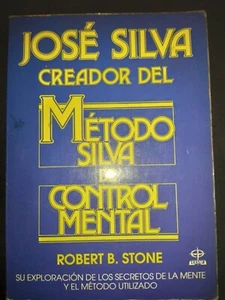 JOSÉ SILVA
CREADOR DEL
MÉTODO
SILVA
DE
CONTROL
MENTAL
ROBERT B. STONE
SU EXPLORACIÓN DE LOS SECRETOS DE LA MENTE
Y EL MÉTODO UTILIZADO